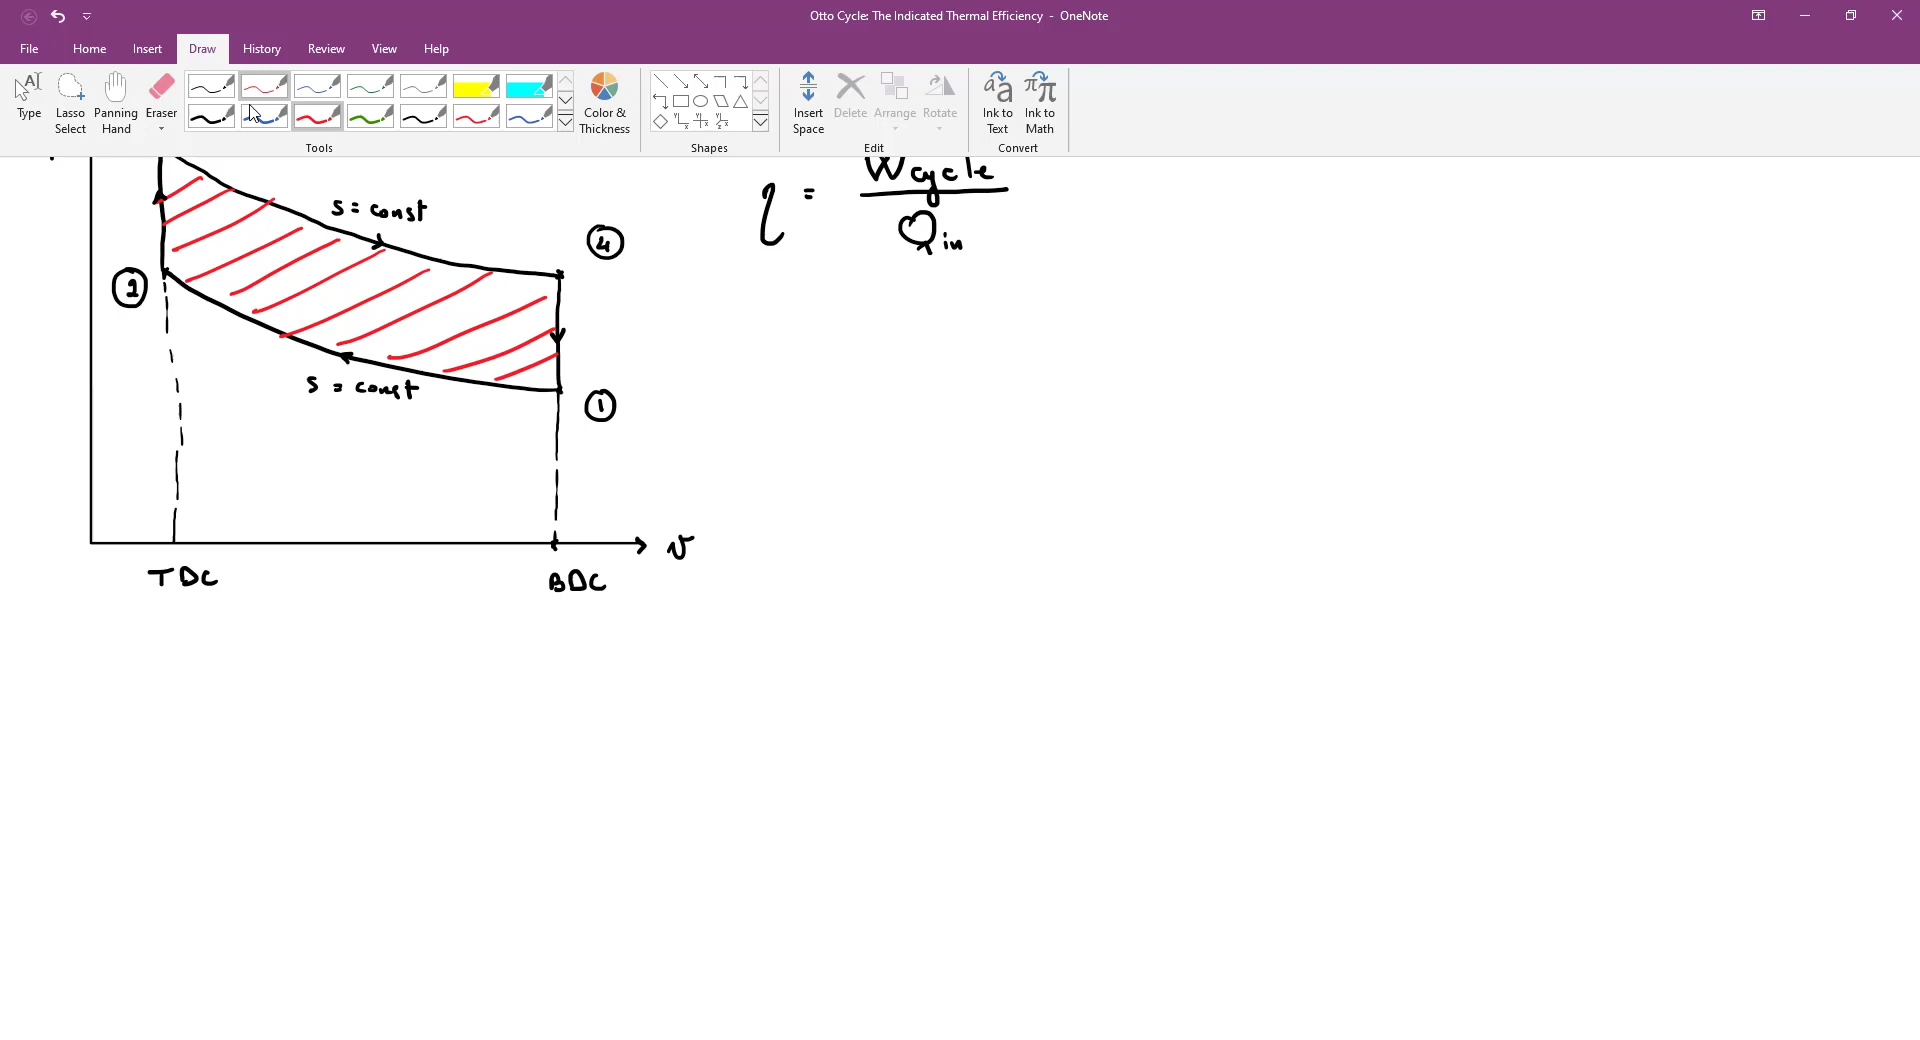 Otto Cycle: The Indicated Thermal Efficiency - OneNote
File Home Insert Draw History Review View Help
Type
Lasso Select
Panning Hand
Eraser
Color & Thickness
Insert Space
Delete
Arrange
Rotate
Ink to Text
Ink to Math
Tools
Shapes
Edit
Convert
s = const
4
2
s = const
1
v
TDC
BDC
η = Wcycle
Qin